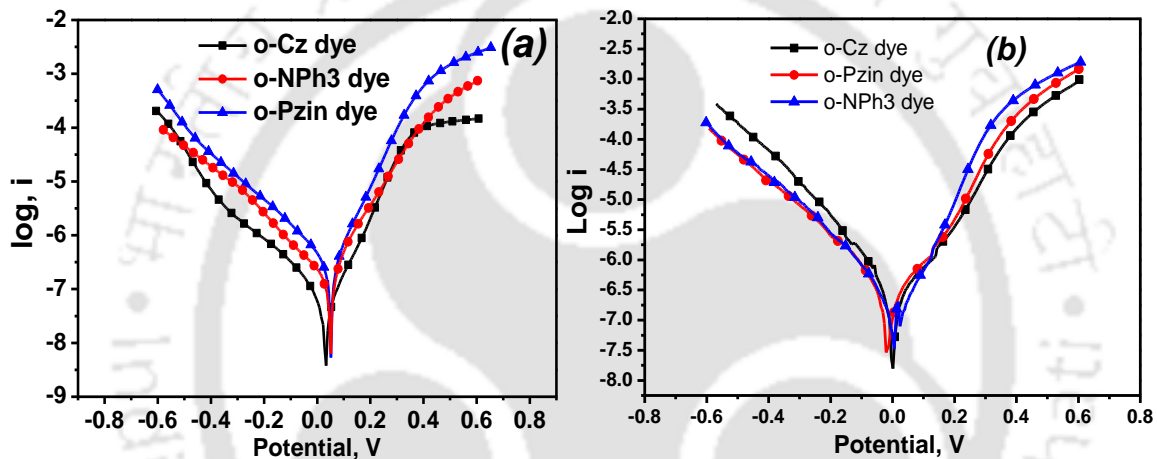 (a)
o-Cz dye
o-NPh3 dye
o-Pzin dye
log, i
-2
-3
-4
-5
-6
-7
-8
-9
-0.8 -0.6 -0.4 -0.2 0.0 0.2 0.4 0.6 0.8
Potential, V
(b)
o-Cz dye
o-Pzin dye
o-NPh3 dye
Log i
-2.0
-2.5
-3.0
-3.5
-4.0
-4.5
-5.0
-5.5
-6.0
-6.5
-7.0
-7.5
-8.0
-0.8 -0.6 -0.4 -0.2 0.0 0.2 0.4 0.6 0.8
Potential, V